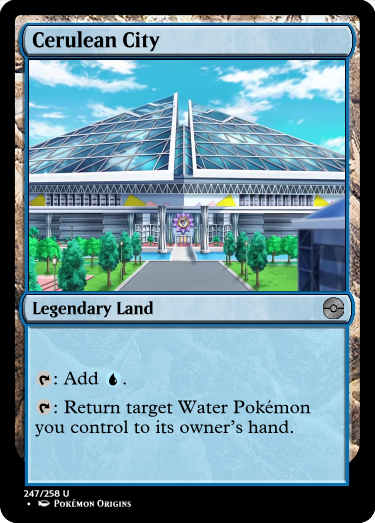 Cerulean City
Legendary Land
: Add .
: Return target Water Pokémon
you control to its owner's hand.
247/258 U
• Pokémon Origins